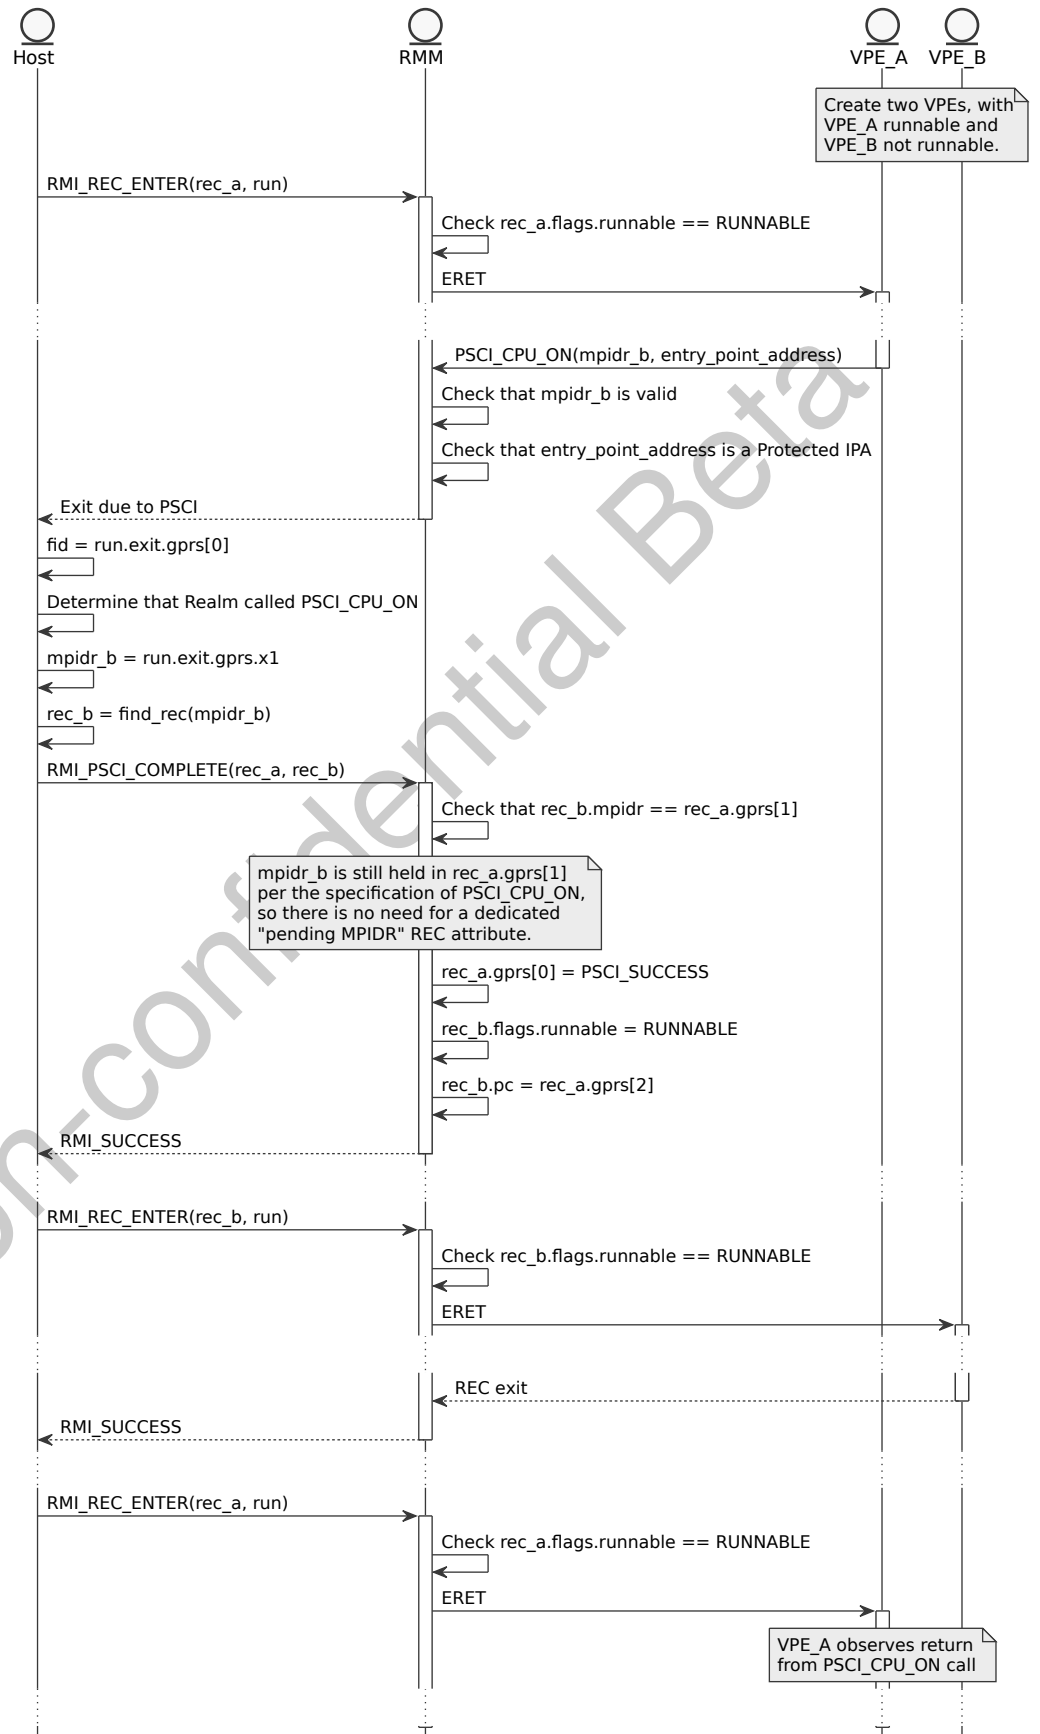 Host
RMM
VPE_A
VPE_B
Create two VPEs, with
VPE_A runnable and
VPE_B not runnable.
RMI_REC_ENTER(rec_a, run)
Check rec_a.flags.runnable == RUNNABLE
ERET
PSCI_CPU_ON(mpidr_b, entry_point_address)
Check that mpidr_b is valid
Check that entry_point_address is a Protected IPA
Exit due to PSCI
fid = run.exit.gprs[0]
Determine that Realm called PSCI_CPU_ON
mpidr_b = run.exit.gprs.x1
rec_b = find_rec(mpidr_b)
RMI_PSCI_COMPLETE(rec_a, rec_b)
Check that rec_b.mpidr == rec_a.gprs[1]
mpidr_b is still held in rec_a.gprs[1]
per the specification of PSCI_CPU_ON,
so there is no need for a dedicated
"pending MPIDR" REC attribute.
rec_a.gprs[0] = PSCI_SUCCESS
rec_b.flags.runnable = RUNNABLE
rec_b.pc = rec_a.gprs[2]
RMI_SUCCESS
RMI_REC_ENTER(rec_b, run)
Check rec_b.flags.runnable == RUNNABLE
ERET
REC exit
RMI_SUCCESS
RMI_REC_ENTER(rec_a, run)
Check rec_a.flags.runnable == RUNNABLE
ERET
VPE_A observes return
from PSCI_CPU_ON call
on-confidential Beta